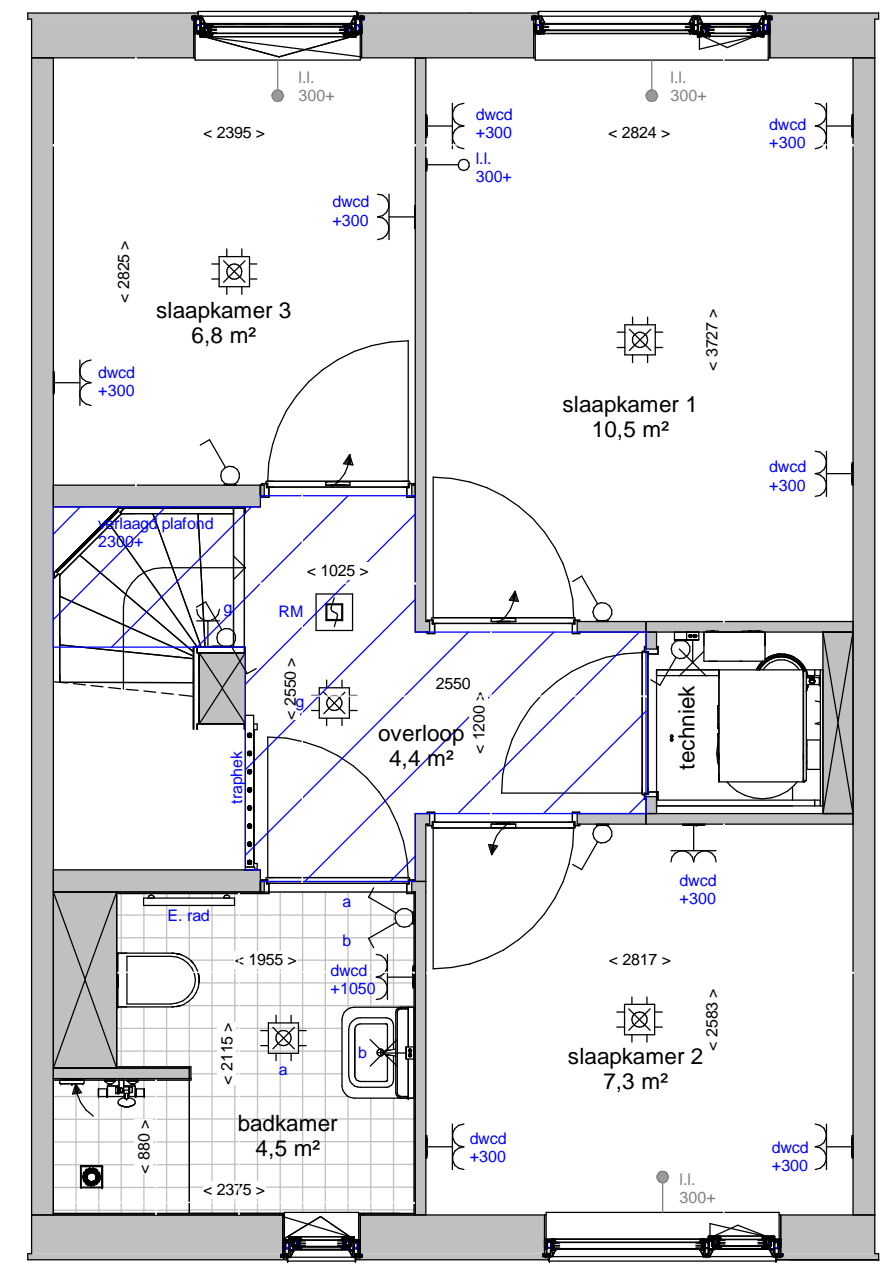 l.l.
300+
l.l.
300+
dwcd
+300
< 2395 >
< 2824 >
dwcd
+300
l.l.
300+
dwcd
+300
< 2825 >
slaapkamer 3
6,8 m²
< 3727 >
dwcd
+300
slaapkamer 1
10,5 m²
dwcd
+300
verlaagd plafond
2300+
< 1025 >
g
RM
< 2550 >
g
2550
< 1200 >
overloop
4,4 m²
techniek
traphek
dwcd
+300
a
E. rad
b
< 1955 >
dwcd
+1050
< 2817 >
< 2115 >
b
a
< 2583 >
slaapkamer 2
7,3 m²
badkamer
4,5 m²
< 880 >
dwcd
+300
dwcd
+300
< 2375 >
l.l.
300+